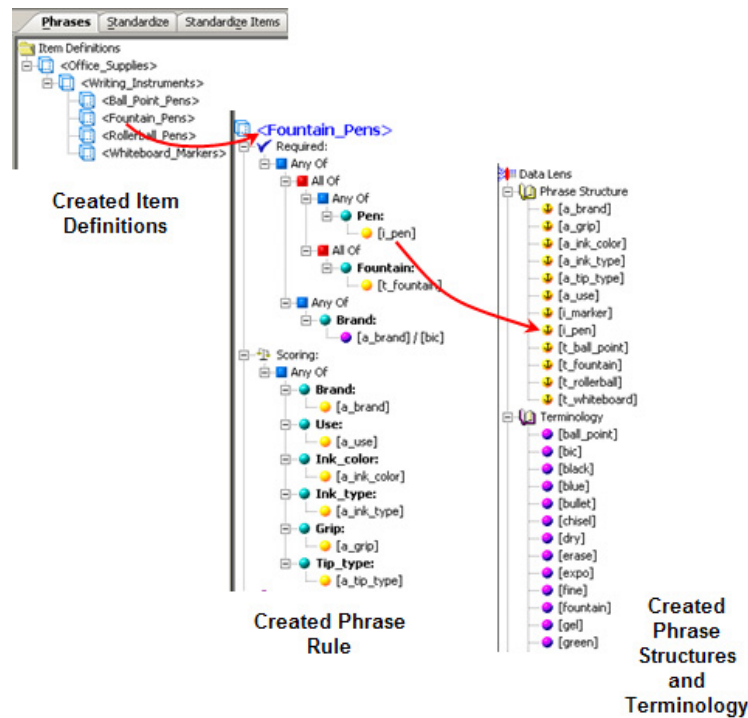 Phrases Standardize Standardize Items
Item Definitions
<Office_Supplies>
<Writing_Instruments>
<Ball_Point_Pens>
<Fountain_Pens>
<Rollerball_Pens>
<Whiteboard_Markers>
Created Item
Definitions
<Fountain_Pens>
Required:
Any Of
All Of
Any Of
Pen:
[i_pen]
All Of
Fountain:
[t_fountain]
Any Of
Brand:
[a_brand] / [bic]
Scoring:
Any Of
Brand:
[a_brand]
Use:
[a_use]
Ink_color:
[a_ink_color]
Ink_type:
[a_ink_type]
Grip:
[a_grip]
Tip_type:
[a_tip_type]
Created Phrase
Rule
Data Lens
Phrase Structure
[a_brand]
[a_grip]
[a_ink_color]
[a_ink_type]
[a_tip_type]
[a_use]
[i_marker]
[i_pen]
[t_ball_point]
[t_fountain]
[t_rollerball]
[t_whiteboard]
Terminology
[ball_point]
[bic]
[black]
[blue]
[bullet]
[chisel]
[dry]
[erase]
[expo]
[fine]
[fountain]
[gel]
[green]
Created
Phrase
Structures
and
Terminology